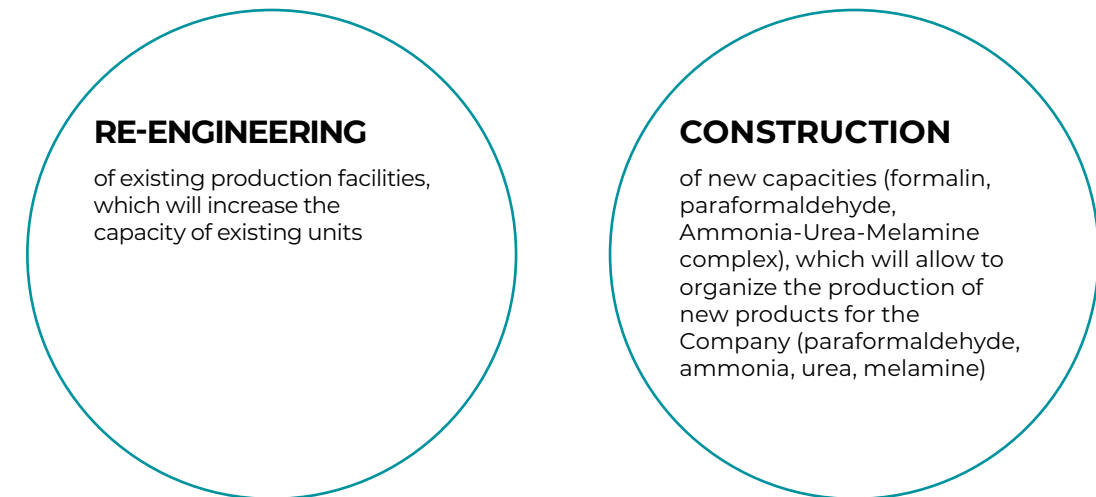 RE-ENGINEERING
of existing production facilities,
which will increase the
capacity of existing units
CONSTRUCTION
of new capacities (formalin,
paraformaldehyde,
Ammonia-Urea-Melamine
complex), which will allow to
organize the production of
new products for the
Company (paraformaldehyde,
ammonia, urea, melamine)